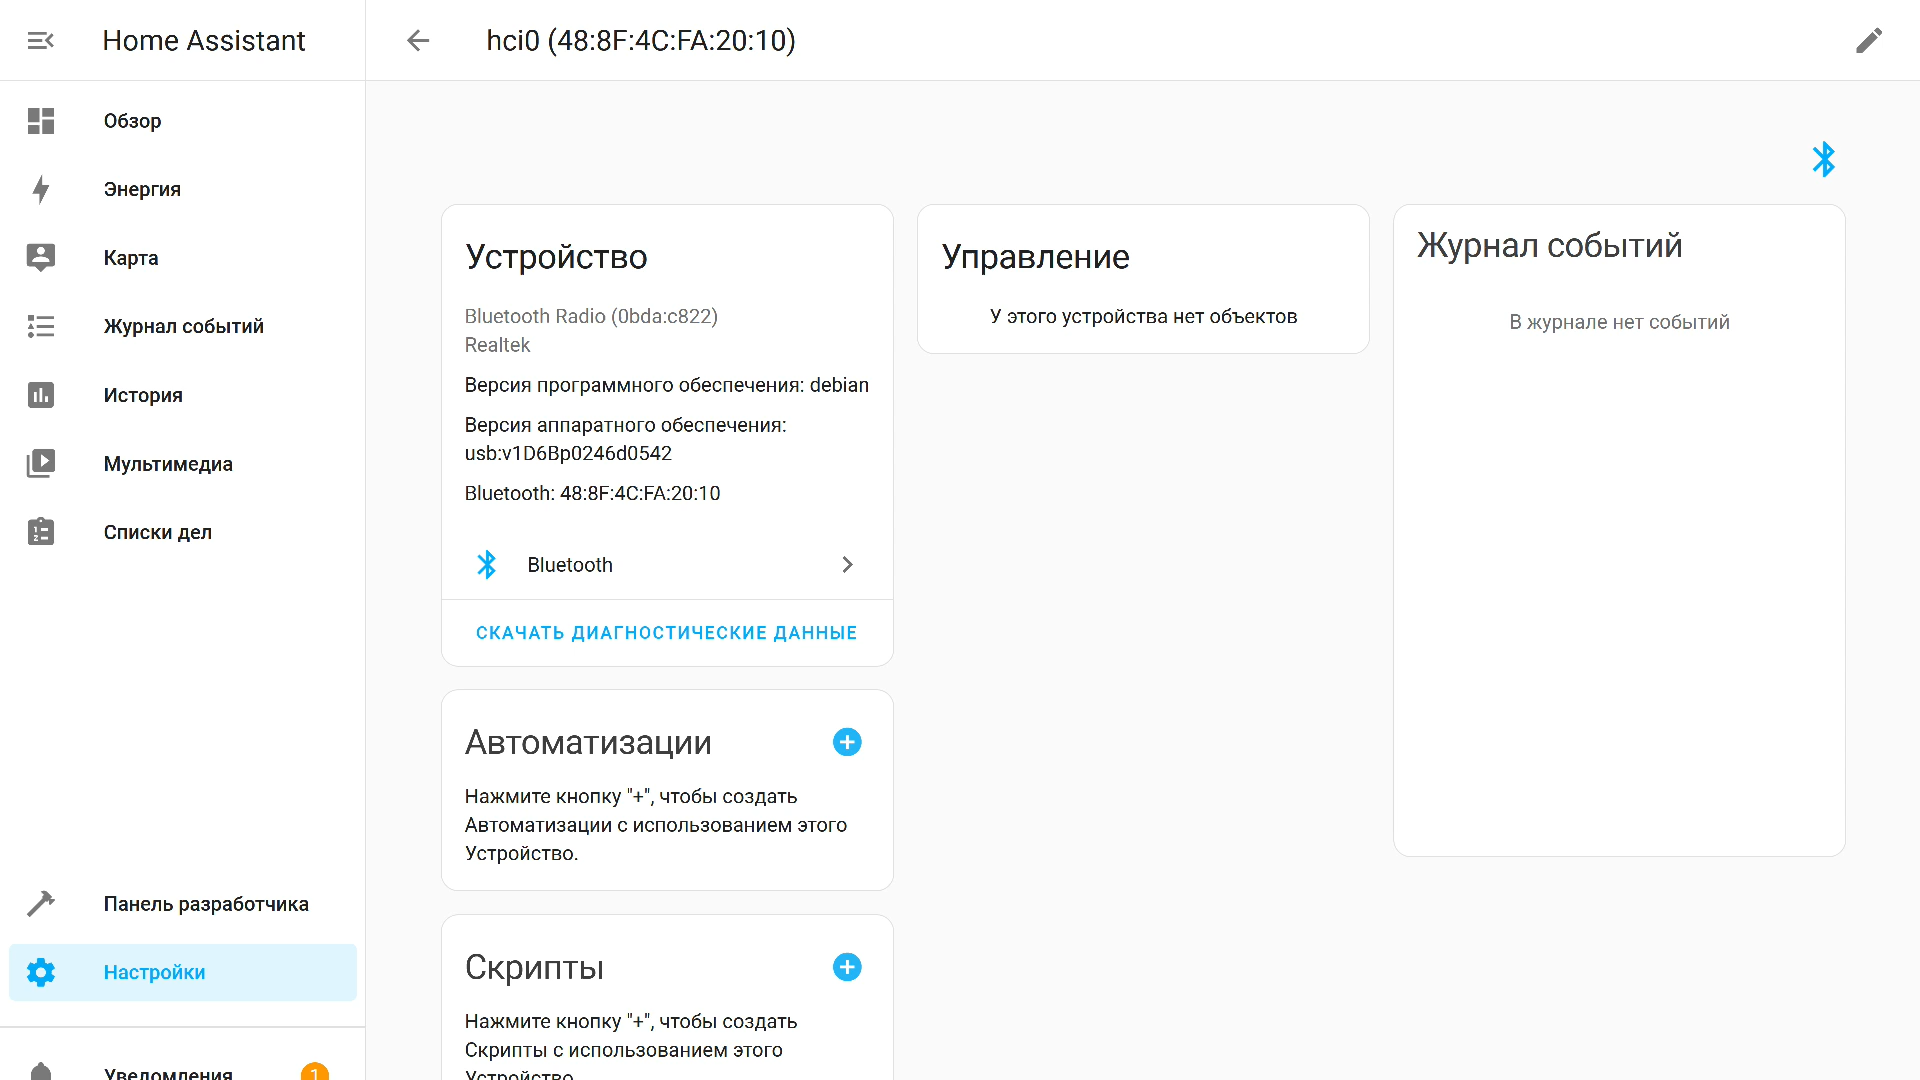 Home Assistant
hci0 (48:8F:4C:FA:20:10)
Обзор
Энергия
Карта
Журнал событий
История
Мультимедиа
Списки дел
Панель разработчика
Настройки
Уведомления
1
Устройство
Bluetooth Radio (0bda:c822)
Realtek
Версия программного обеспечения: debian
Версия аппаратного обеспечения:
usb:v1D6Bp0246d0542
Bluetooth: 48:8F:4C:FA:20:10
Bluetooth
СКАЧАТЬ ДИАГНОСТИЧЕСКИЕ ДАННЫЕ
Автоматизации
Нажмите кнопку "+", чтобы создать
Автоматизации с использованием этого
Устройство.
Скрипты
Нажмите кнопку "+", чтобы создать
Скрипты с использованием этого
Устройство
Управление
У этого устройства нет объектов
Журнал событий
В журнале нет событий